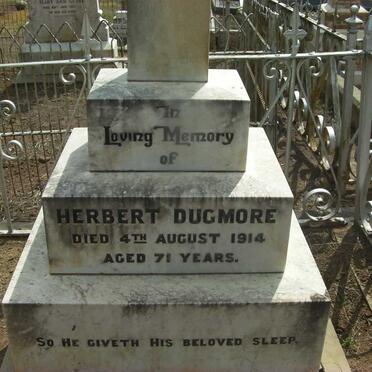 In
Loving Memory
of
HERBERT DUGMORE
DIED 4TH AUGUST 1914
AGED 71 YEARS.
SO HE GIVETH HIS BELOVED SLEEP.